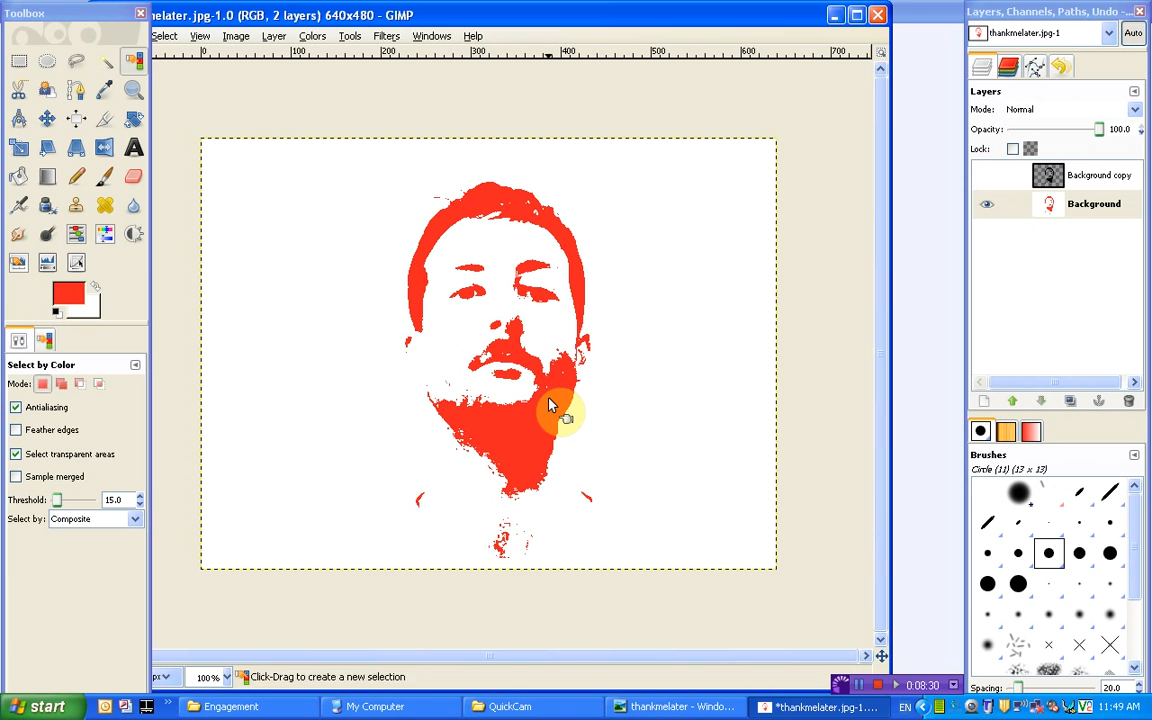 Toolbox
melater.jpg-1.0 (RGB, 2 layers) 640x480 - GIMP
Layers, Channels, Paths, Undo - ...
Select View Image Layer Colors Tools Filters Windows Help
thankmelater.jpg-1
Auto
100 200 300 400 500 600 700
Layers
Mode: Normal
Opacity: 100.0
Lock:
Background copy
Background
Select by Color
Mode:
Antialiasing
Feather edges
Select transparent areas
Sample merged
Threshold: 15.0
Select by: Composite
Brushes
Circle (11) (13 x 13)
Spacing: 20.0
px 100% Click-Drag to create a new selection
0:08:30
start
Engagement
My Computer
QuickCam
thankmelater - Windo...
*thankmelater.jpg-1....
EN
11:49 AM